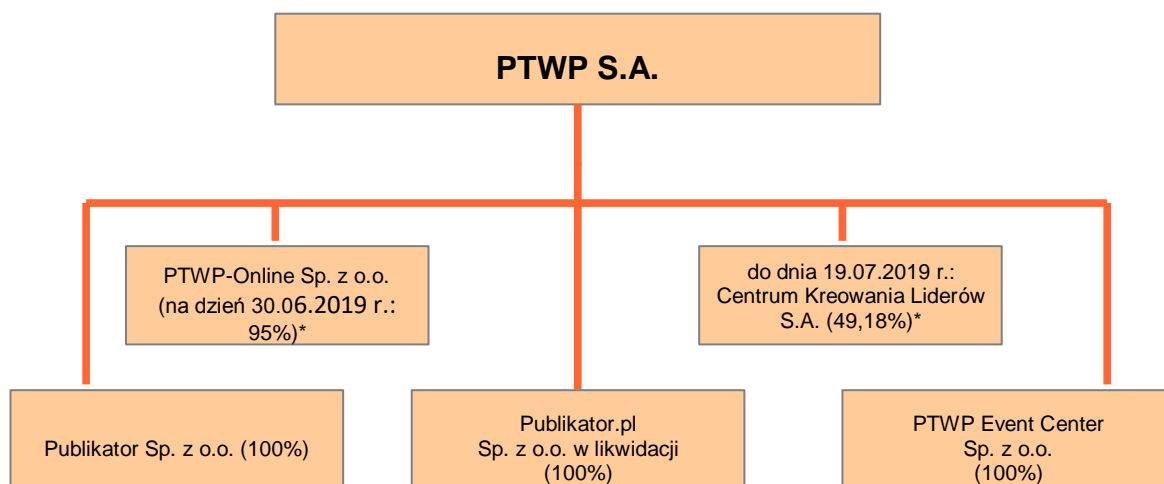 PTWP S.A.
PTWP-Online Sp. z o.o.
(na dzień 30.06.2019 r.:
95%)*
do dnia 19.07.2019 r.:
Centrum Kreowania Liderów
S.A. (49,18%)*
Publikator Sp. z o.o. (100%)
Publikator.pl
Sp. z o.o. w likwidacji
(100%)
PTWP Event Center
Sp. z o.o.
(100%)